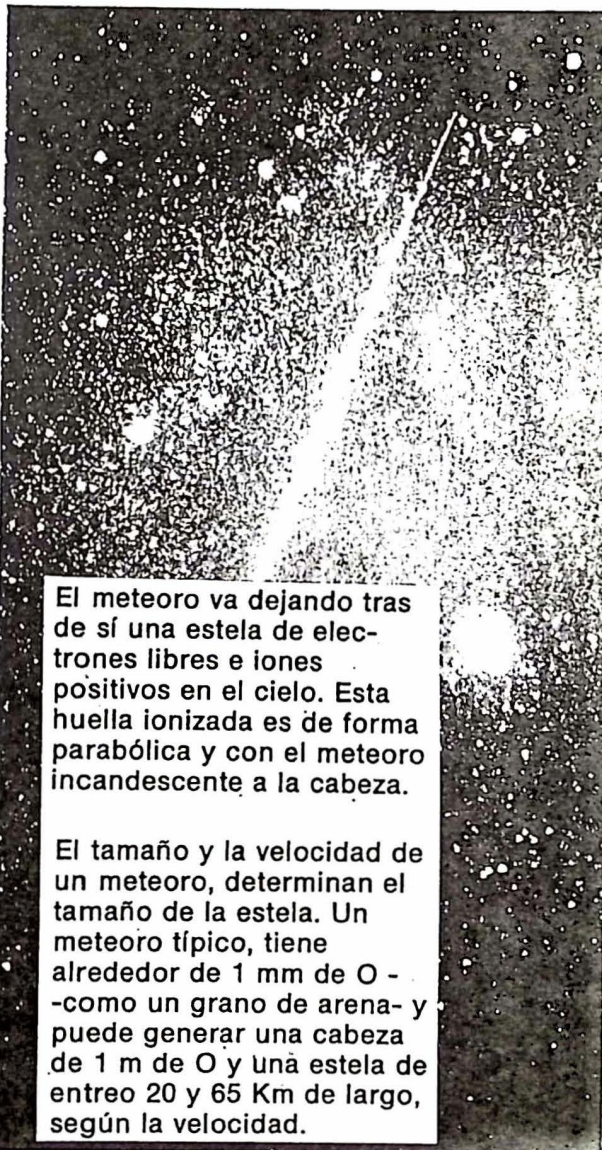 El meteoro va dejando tras
de sí una estela de elec-
trones libres e iones
positivos en el cielo. Esta
huella ionizada es de forma
parabólica y con el meteoro
incandescente a la cabeza.

El tamaño y la velocidad de
un meteoro, determinan el
tamaño de la estela. Un
meteoro típico, tiene
alrededor de 1 mm de O -
-como un grano de arena- y
puede generar una cabeza
de 1 m de O y una estela de
entreo 20 y 65 Km de largo,
según la velocidad.